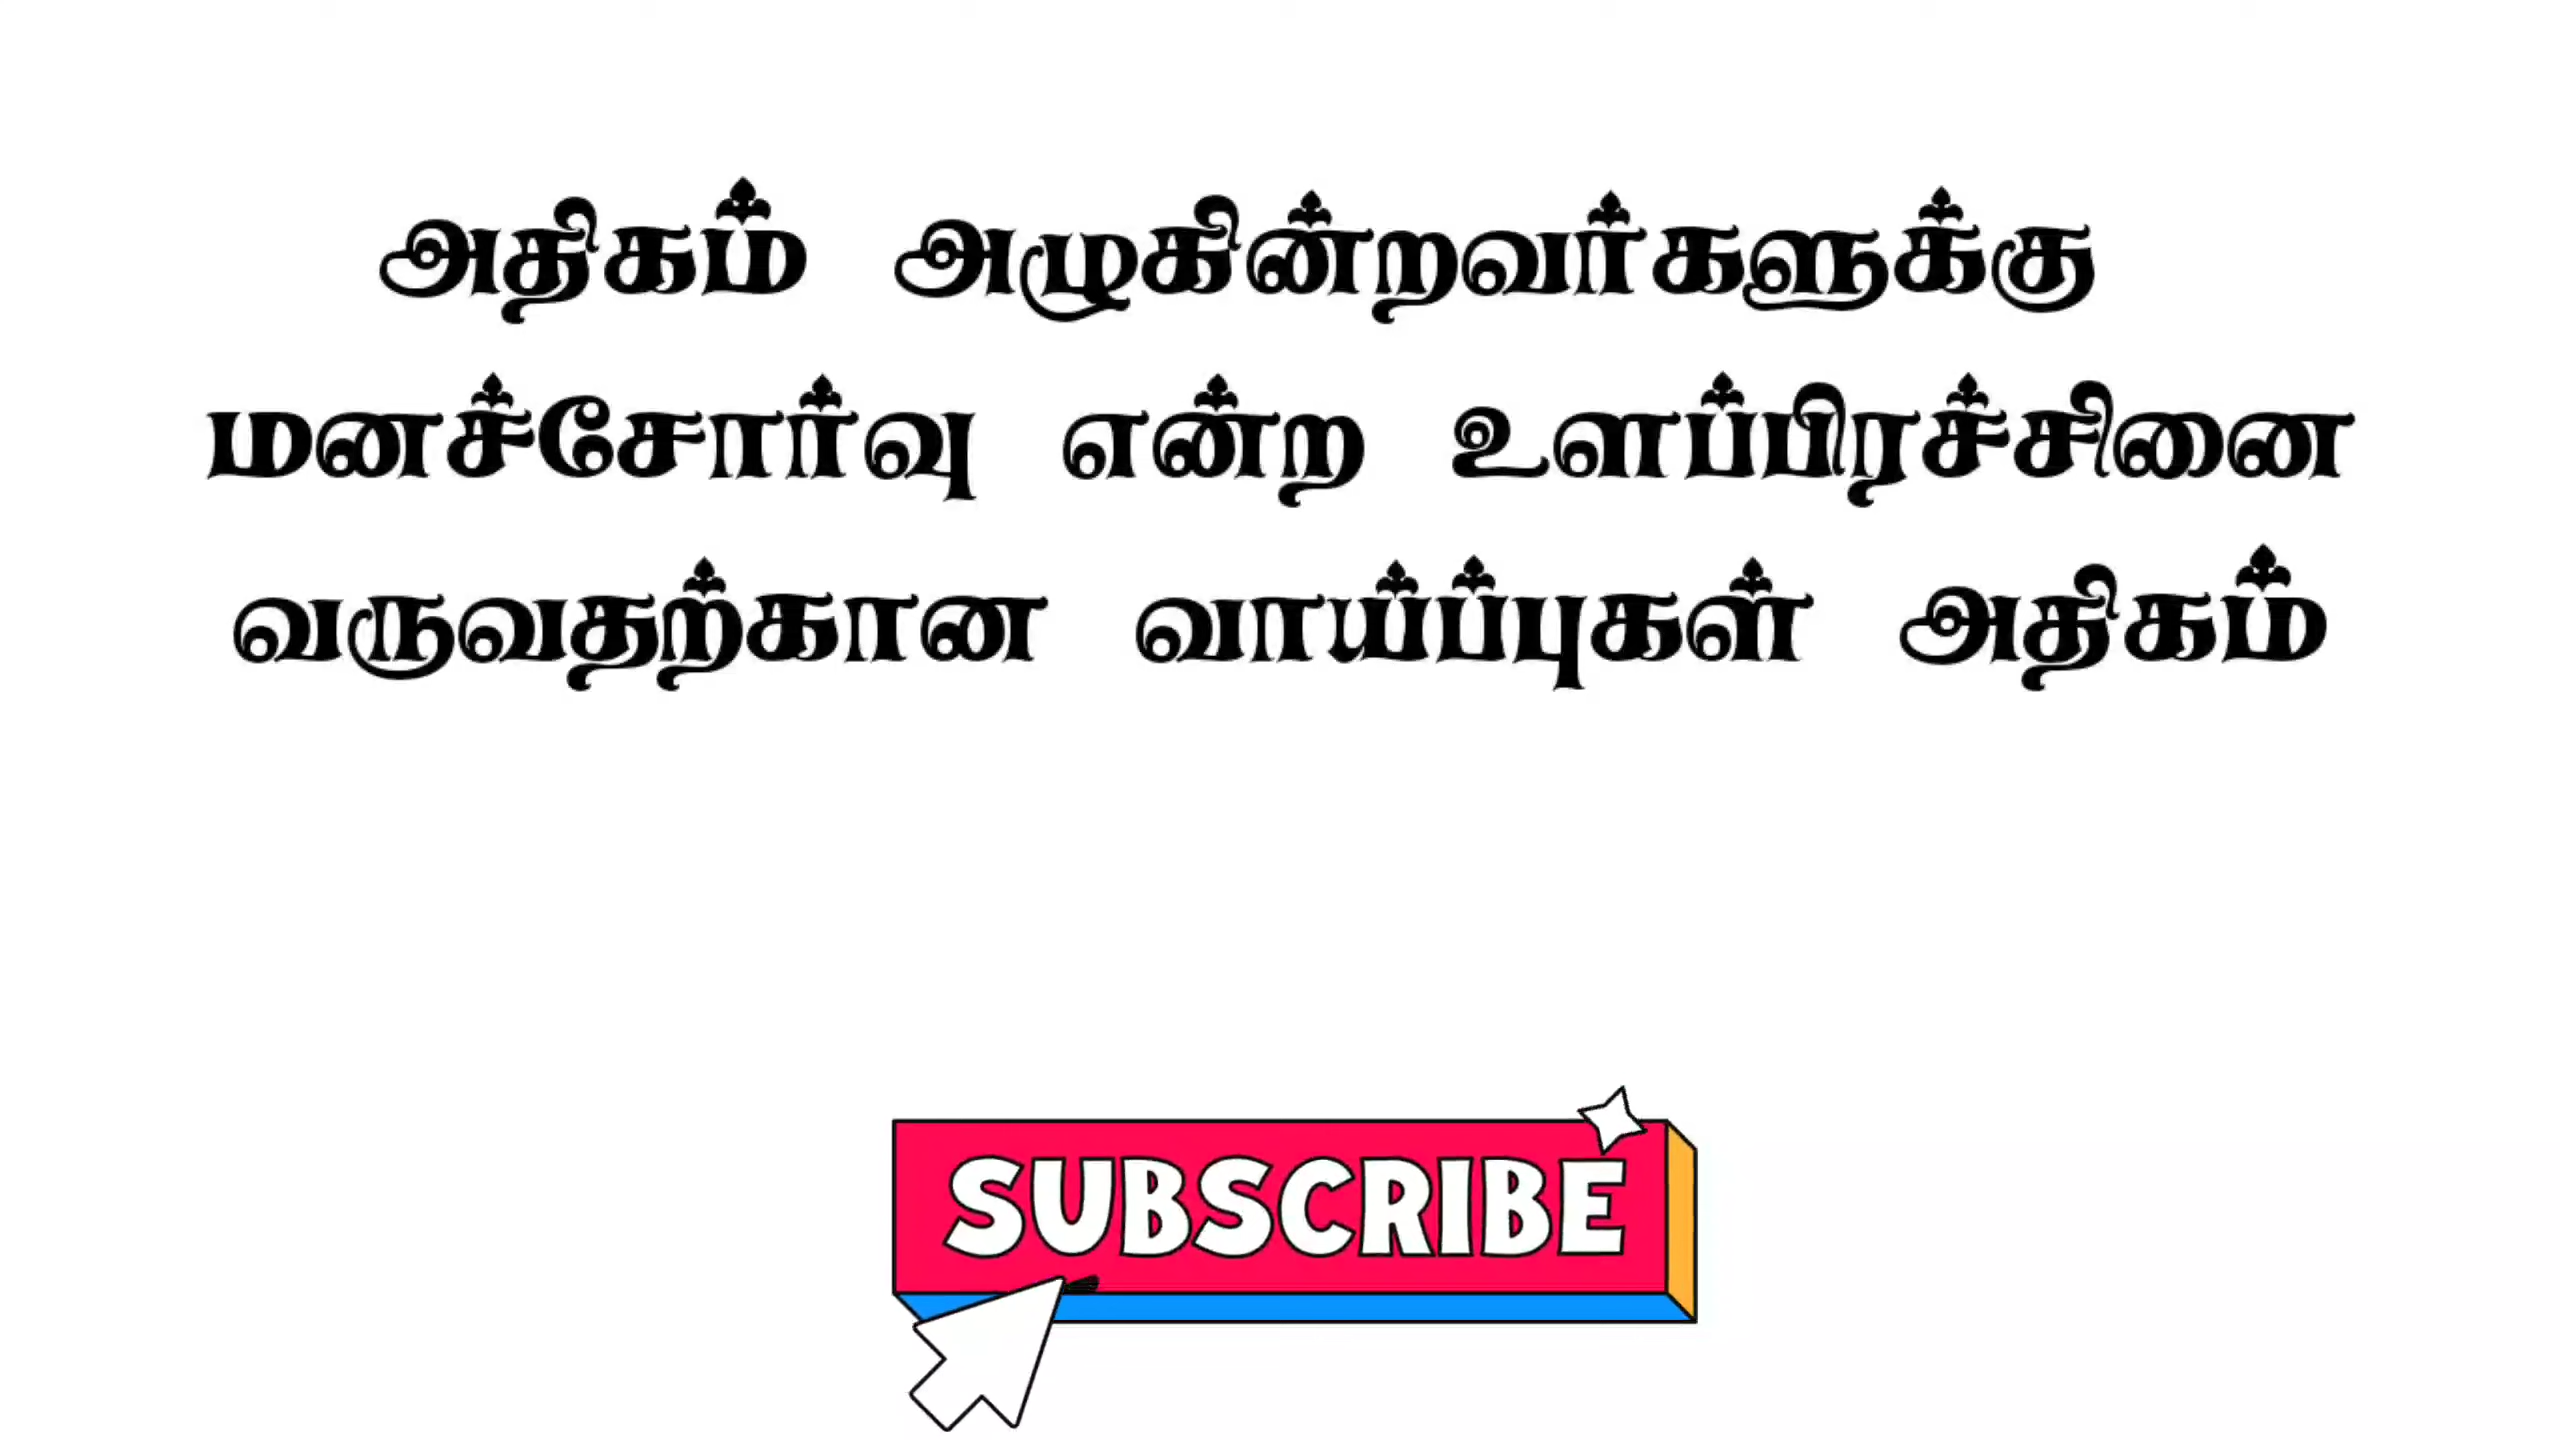 அதிகம் அழுகின்றவர்களுக்கு
மனச்சோர்வு என்ற உளப்பிரச்சினை
வருவதற்கான வாய்ப்புகள் அதிகம்
SUBSCRIBE